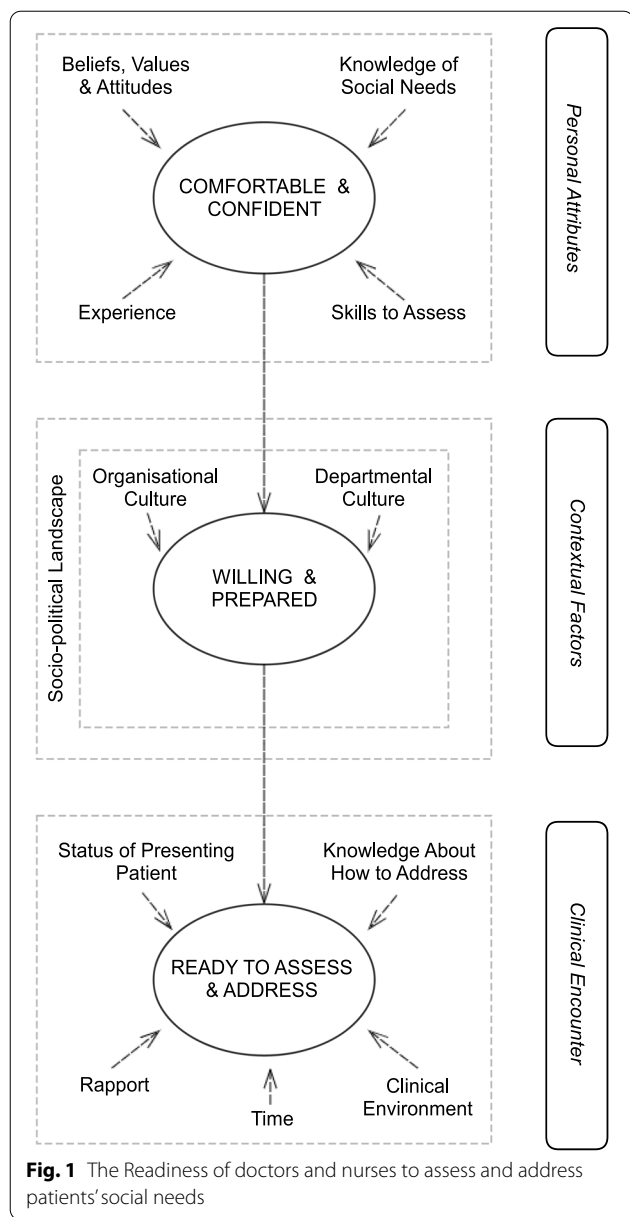 Beliefs, Values
& Attitudes
Knowledge of
Social Needs
COMFORTABLE &
CONFIDENT
Experience
Skills to Assess
Personal Attributes
Socio-political Landscape
Organisational
Culture
Departmental
Culture
WILLING &
PREPARED
Contextual Factors
Status of Presenting
Patient
Knowledge About
How to Address
READY TO ASSESS
& ADDRESS
Rapport
Time
Clinical
Environment
Clinical Encounter
Fig. 1 The Readiness of doctors and nurses to assess and address
patients' social needs